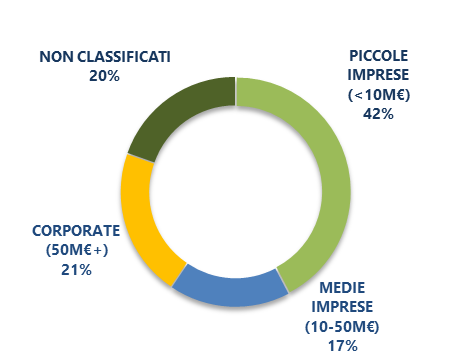 NON CLASSIFICATI
20%
PICCOLE
IMPRESE
(<10M€)
42%
CORPORATE
(50M€+)
21%
MEDIE
IMPRESE
(10-50M€)
17%